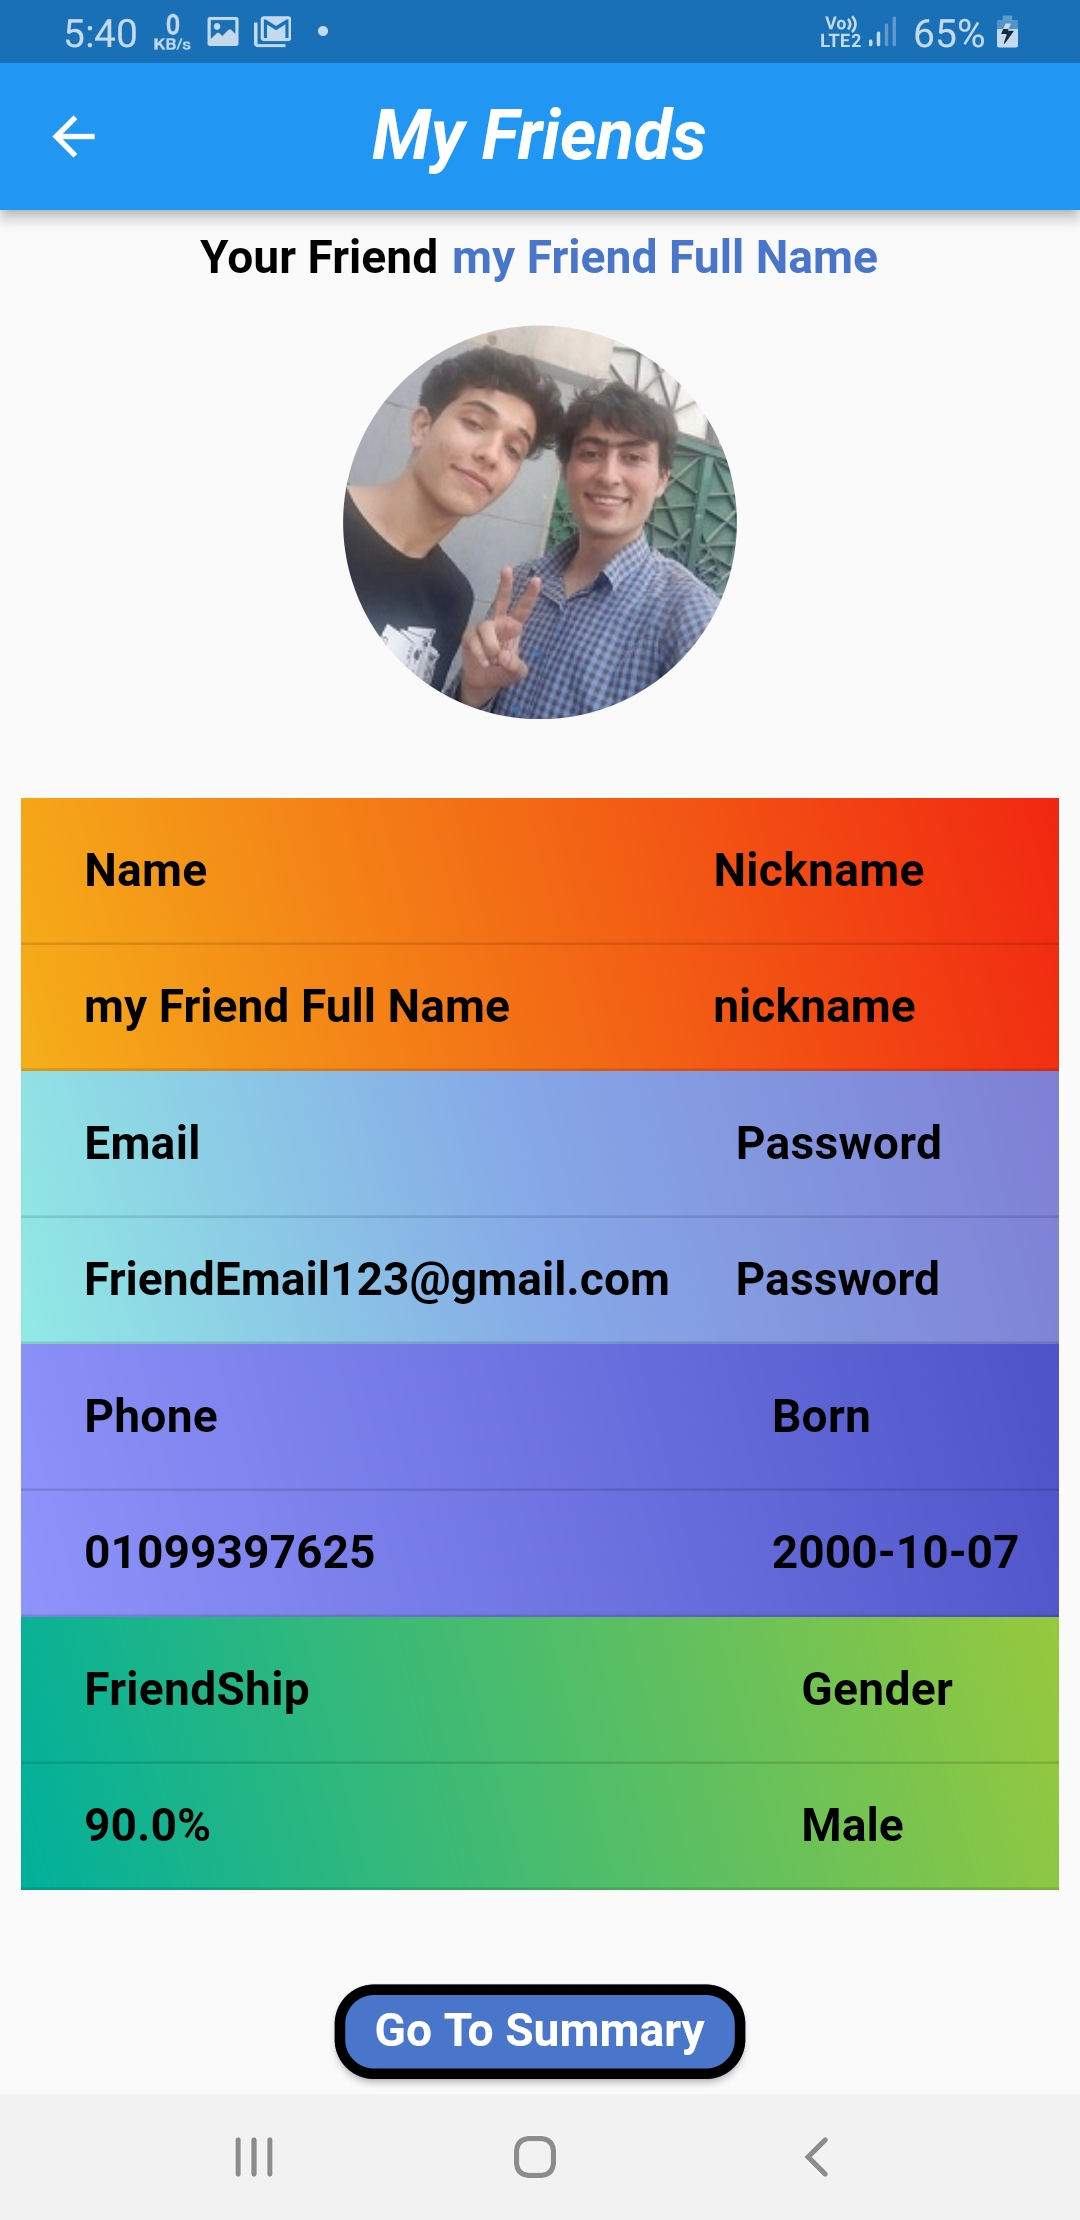 5:40 0 KB/s Vo)) LTE2 65%
My Friends
Your Friend my Friend Full Name
Name Nickname
my Friend Full Name nickname
Email Password
FriendEmail123@gmail.com Password
Phone Born
01099397625 2000-10-07
FriendShip Gender
90.0% Male
Go To Summary